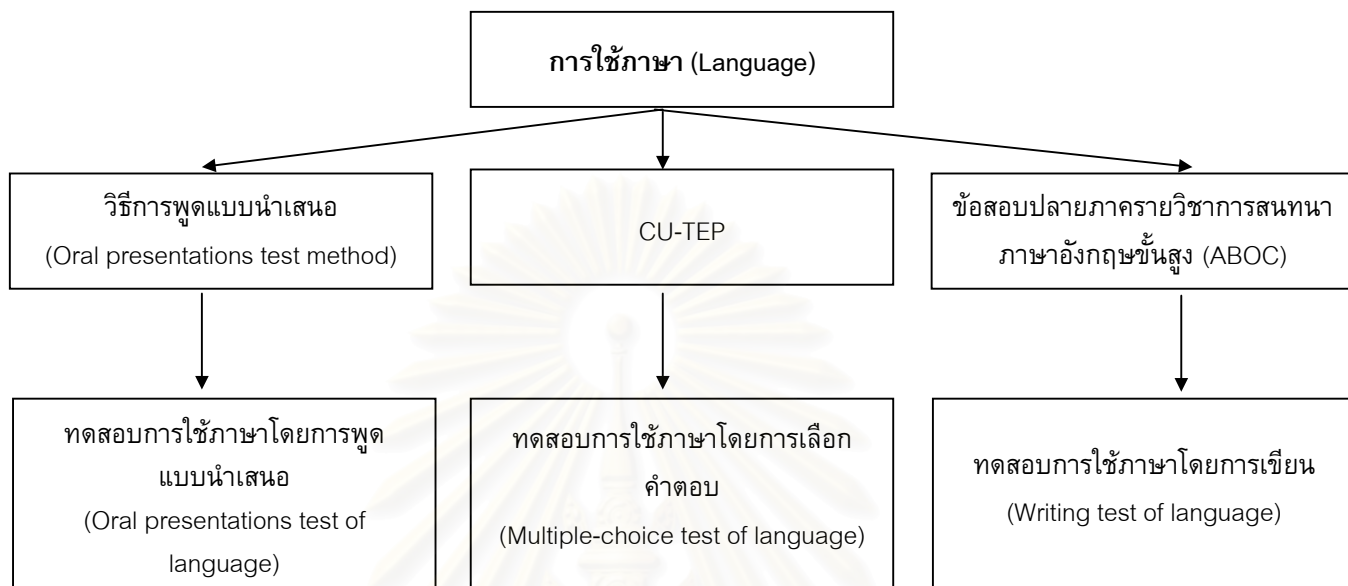 การใช้ภาษา (Language)
วิธีการพูดแบบนำเสนอ
(Oral presentations test method)
CU-TEP
ข้อสอบปลายภาครายวิชาการสนทนา
ภาษาอังกฤษขั้นสูง (ABOC)
ทดสอบการใช้ภาษาโดยการพูด
แบบนำเสนอ
(Oral presentations test of
language)
ทดสอบการใช้ภาษาโดยการเลือก
คำตอบ
(Multiple-choice test of language)
ทดสอบการใช้ภาษาโดยการเขียน
(Writing test of language)